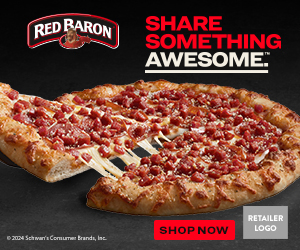 RED BARON
SHARE
SOMETHING
AWESOME.™
SHOP NOW
RETAILER
LOGO
© 2024 Schwan's Consumer Brands, Inc.